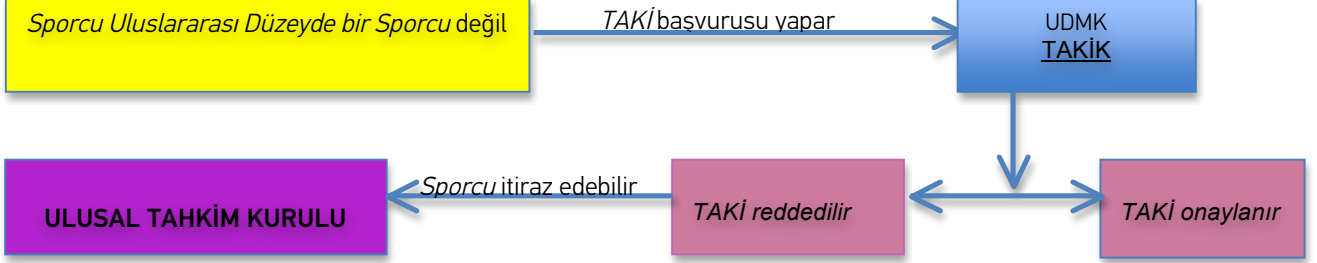 Sporcu Uluslararası Düzeyde bir Sporcu değil
TAKİ başvurusu yapar
UDMK
TAKİK
ULUSAL TAHKİM KURULU
Sporcu itiraz edebilir
TAKİ reddedilir
TAKİ onaylanır